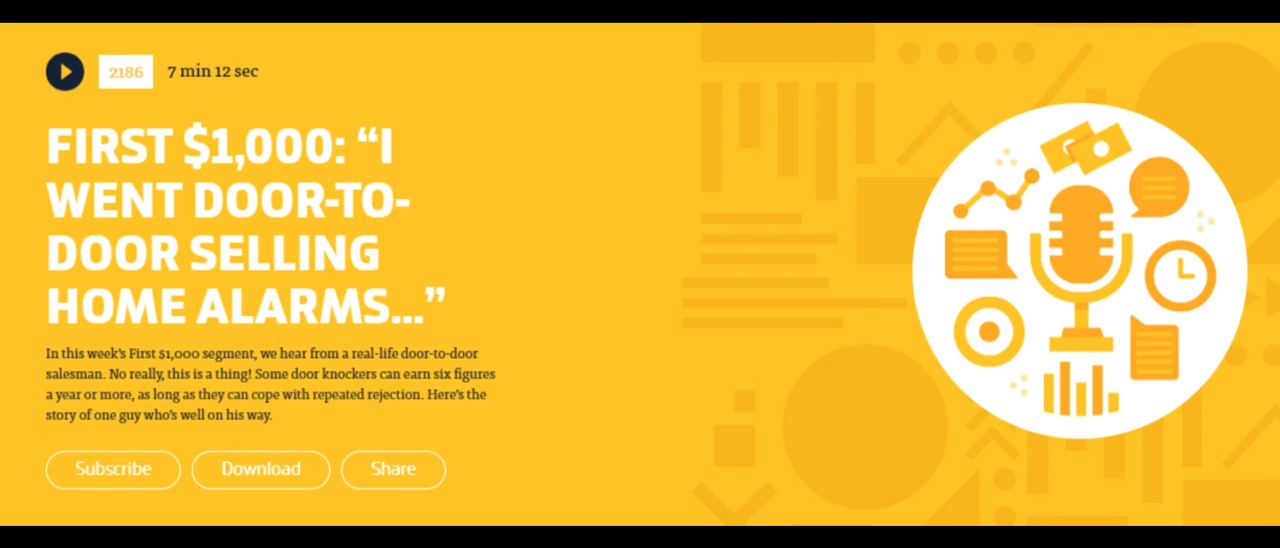 2186 7 min 12 sec
FIRST $1,000: “I
WENT DOOR-TO-
DOOR SELLING
HOME ALARMS...”
In this week’s First $1,000 segment, we hear from a real-life door-to-door
salesman. No really, this is a thing! Some door knockers can earn six figures
a year or more, as long as they can cope with repeated rejection. Here’s the
story of one guy who’s well on his way.
Subscribe Download Share